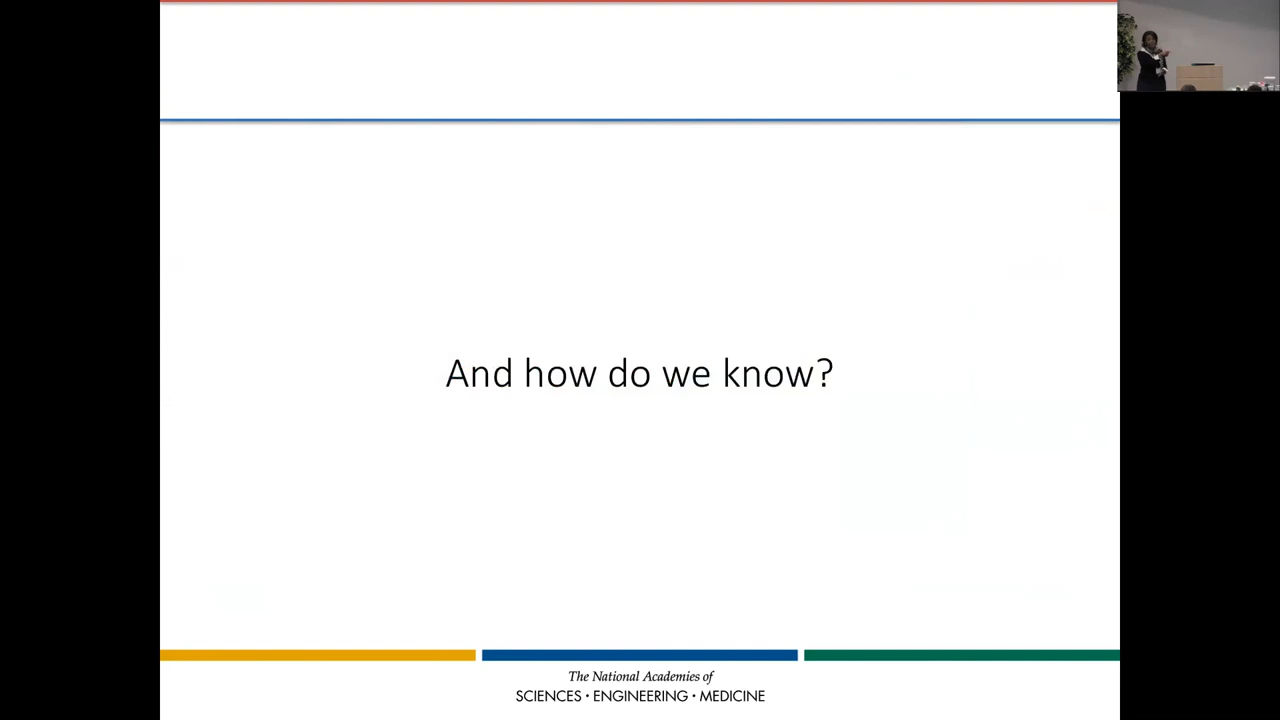 And how do we know?
The National Academies of
SCIENCES · ENGINEERING · MEDICINE